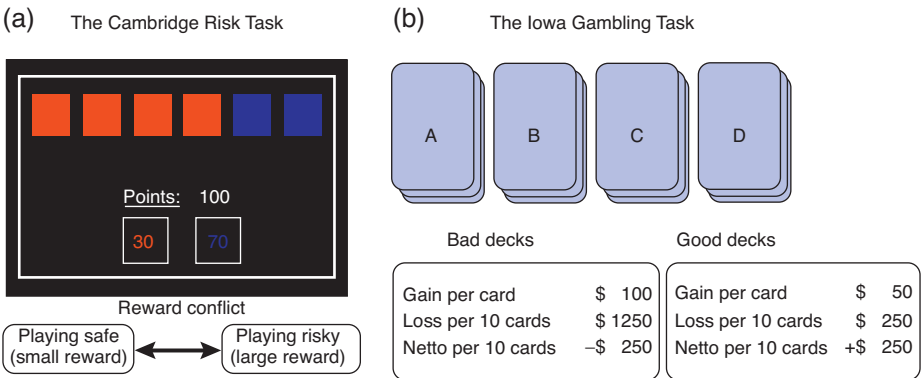 (a) The Cambridge Risk Task
Points: 100
30 70
Reward conflict
Playing safe
(small reward)
Playing risky
(large reward)
(b) The Iowa Gambling Task
A B C D
Bad decks
Gain per card $ 100
Loss per 10 cards $ 1250
Netto per 10 cards –$ 250
Good decks
Gain per card $ 50
Loss per 10 cards $ 250
Netto per 10 cards +$ 250